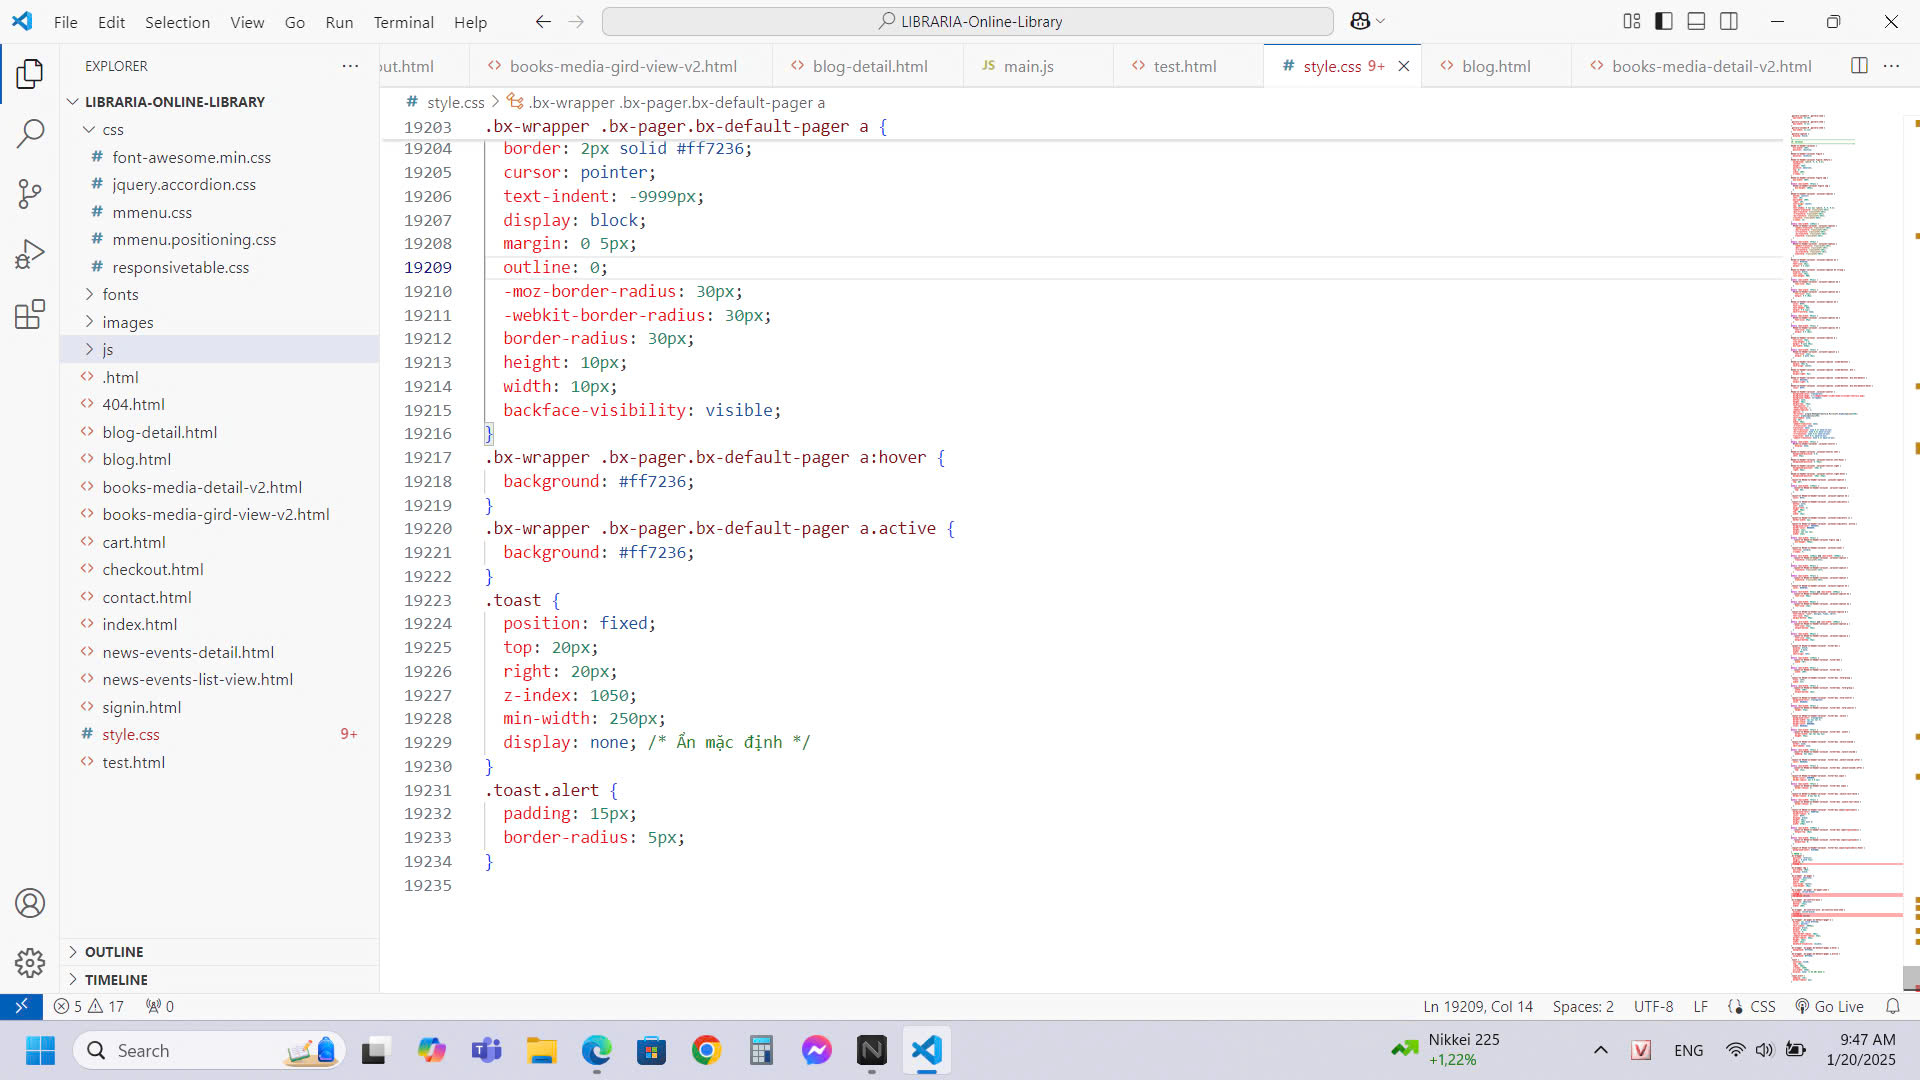 File Edit Selection View Go Run Terminal Help
LIBRARIA-Online-Library
EXPLORER
out.html
books-media-gird-view-v2.html
blog-detail.html
JS main.js
test.html
# style.css 9+
blog.html
books-media-detail-v2.html
LIBRARIA-ONLINE-LIBRARY
css
# font-awesome.min.css
# jquery.accordion.css
# mmenu.css
# mmenu.positioning.css
# responsivetable.css
fonts
images
js
.html
404.html
blog-detail.html
blog.html
books-media-detail-v2.html
books-media-gird-view-v2.html
cart.html
checkout.html
contact.html
index.html
news-events-detail.html
news-events-list-view.html
signin.html
# style.css 9+
test.html
OUTLINE
TIMELINE
# style.css > .bx-wrapper .bx-pager.bx-default-pager a
19203 .bx-wrapper .bx-pager.bx-default-pager a {
19204 border: 2px solid #ff7236;
19205 cursor: pointer;
19206 text-indent: -9999px;
19207 display: block;
19208 margin: 0 5px;
19209 outline: 0;
19210 -moz-border-radius: 30px;
19211 -webkit-border-radius: 30px;
19212 border-radius: 30px;
19213 height: 10px;
19214 width: 10px;
19215 backface-visibility: visible;
19216 }
19217 .bx-wrapper .bx-pager.bx-default-pager a:hover {
19218 background: #ff7236;
19219 }
19220 .bx-wrapper .bx-pager.bx-default-pager a.active {
19221 background: #ff7236;
19222 }
19223 .toast {
19224 position: fixed;
19225 top: 20px;
19226 right: 20px;
19227 z-index: 1050;
19228 min-width: 250px;
19229 display: none; /* Ẩn mặc định */
19230 }
19231 .toast.alert {
19232 padding: 15px;
19233 border-radius: 5px;
19234 }
19235
5 17 0
Ln 19209, Col 14 Spaces: 2 UTF-8 LF CSS Go Live
Search
Nikkei 225
+1,22%
ENG
9:47 AM
1/20/2025